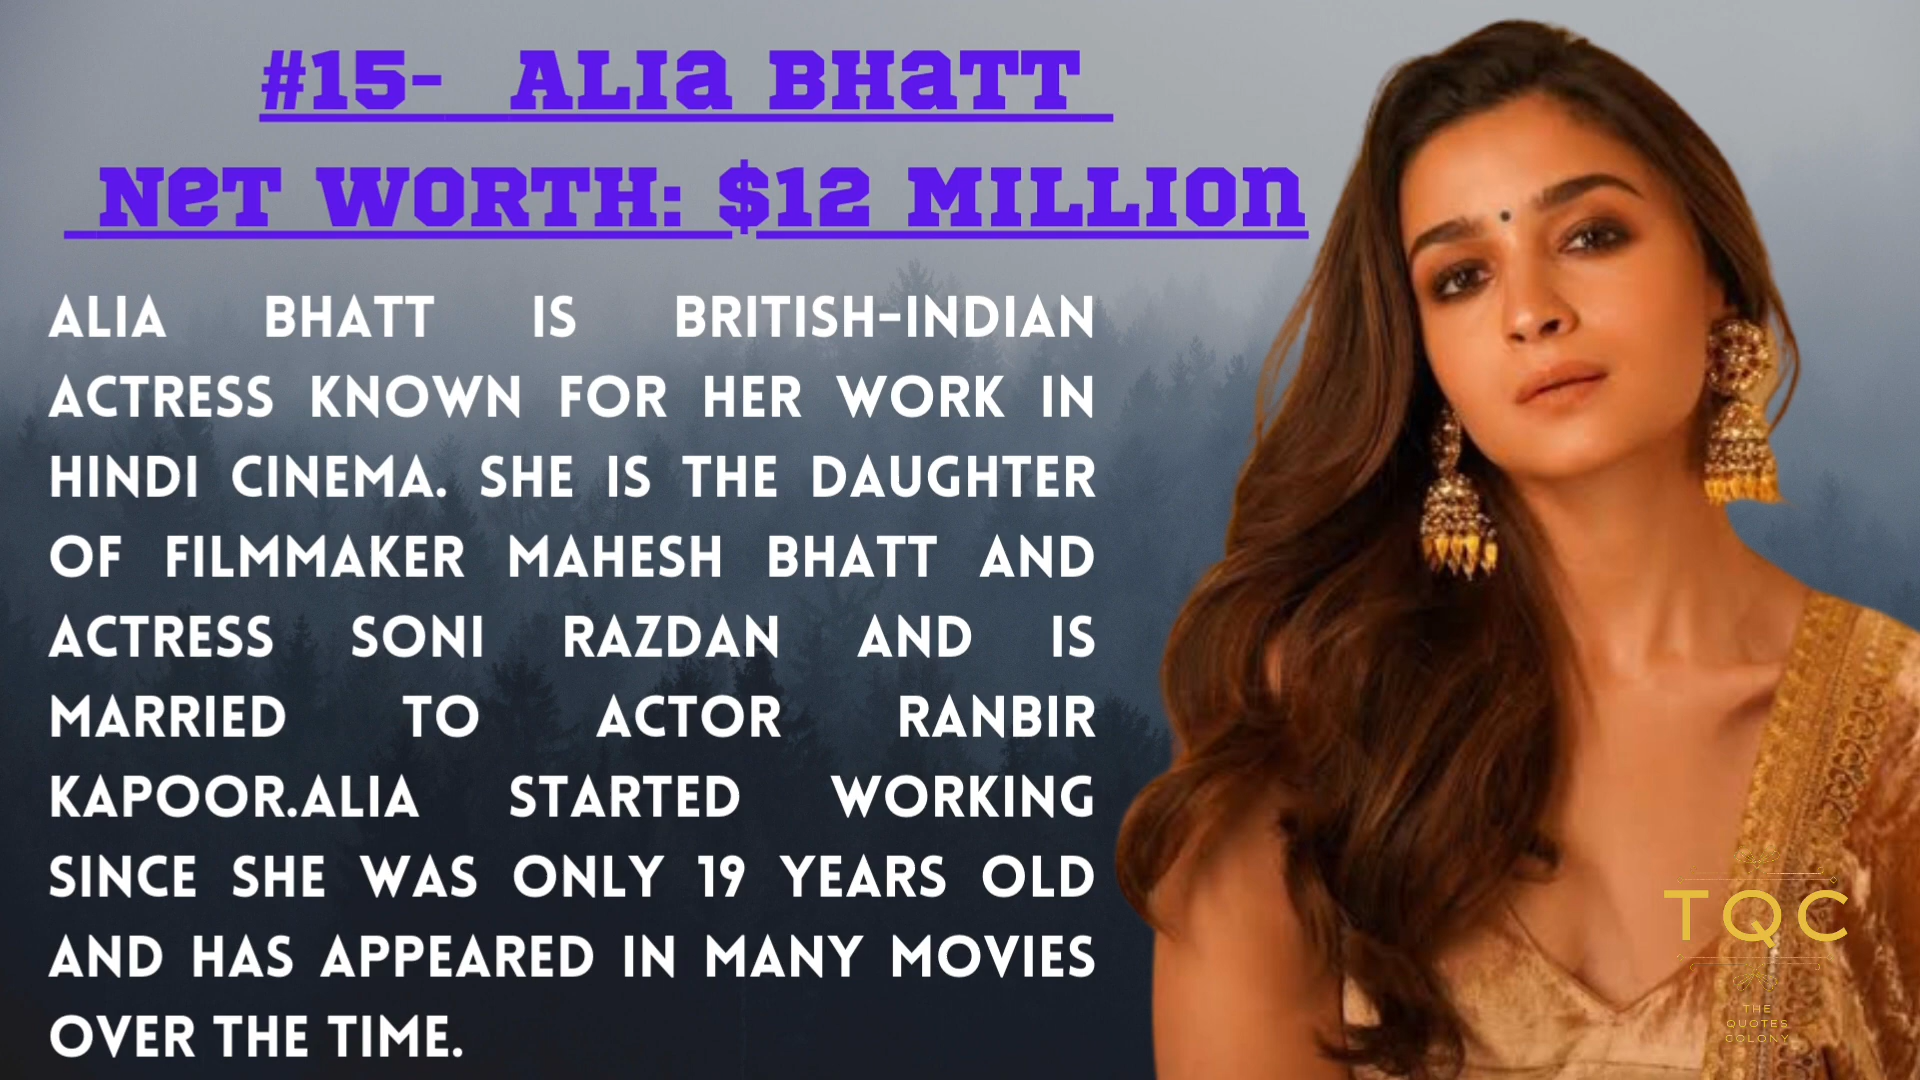 #15- ALIa BHaTT
NeT WORTH: $12 MILLIOn
ALIA BHATT IS BRITISH-INDIAN
ACTRESS KNOWN FOR HER WORK IN
HINDI CINEMA. SHE IS THE DAUGHTER
OF FILMMAKER MAHESH BHATT AND
ACTRESS SONI RAZDAN AND IS
MARRIED TO ACTOR RANBIR
KAPOOR.ALIA STARTED WORKING
SINCE SHE WAS ONLY 19 YEARS OLD
AND HAS APPEARED IN MANY MOVIES
OVER THE TIME.
TQC
THE
QUOTES
COLONY